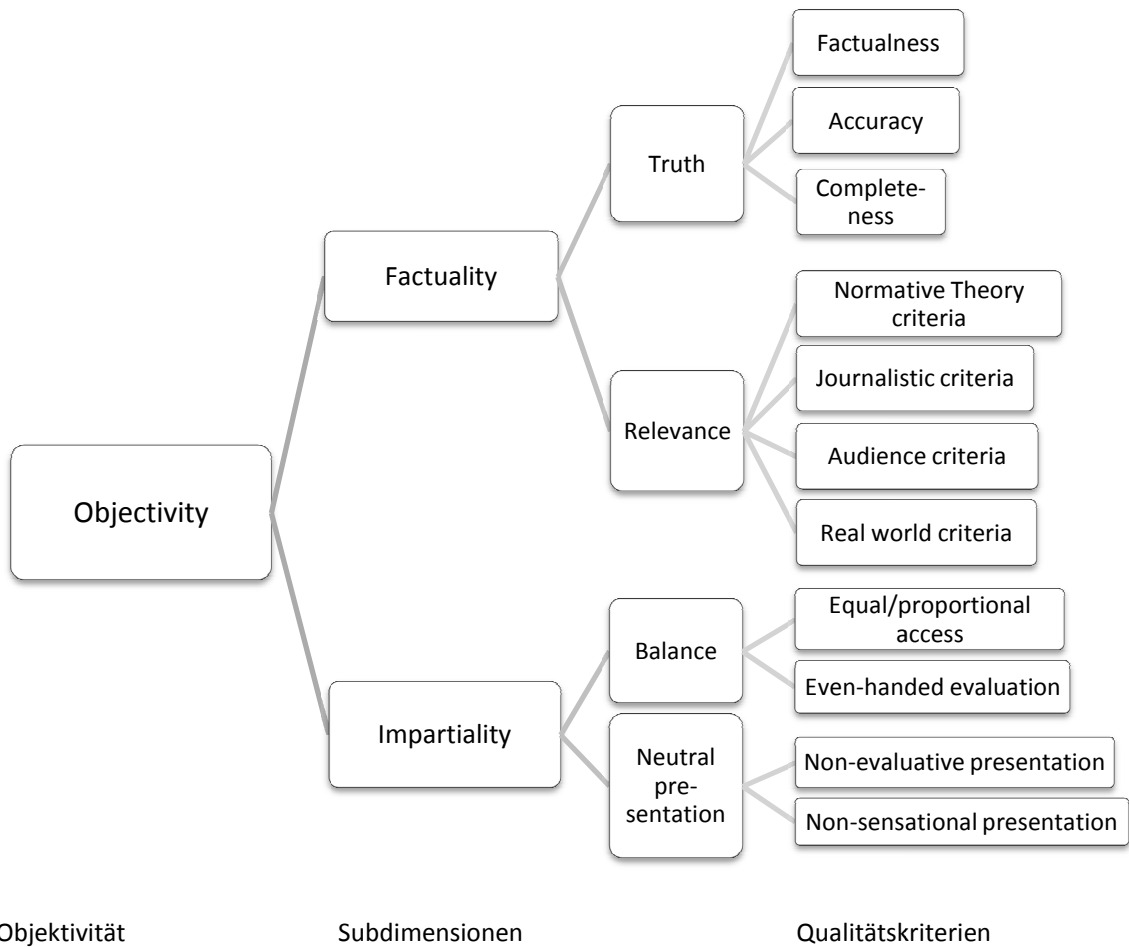 Factualness
Accuracy
Truth
Complete-
ness
Factuality
Normative Theory
criteria
Journalistic criteria
Relevance
Audience criteria
Objectivity
Real world criteria
Equal/proportional
access
Balance
Even-handed evaluation
Impartiality
Neutral
pre-
sentation
Non-evaluative presentation
Non-sensational presentation
Objektivität
Subdimensionen
Qualitätskriterien